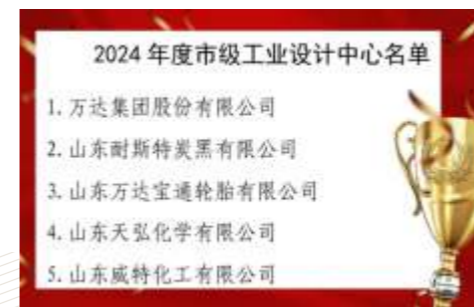 2024 年度市级工业设计中心名单
1. 万达集团股份有限公司
2. 山东耐斯特炭黑有限公司
3. 山东万达宝通轮胎有限公司
4. 山东天弘化学有限公司
5. 山东威特化工有限公司